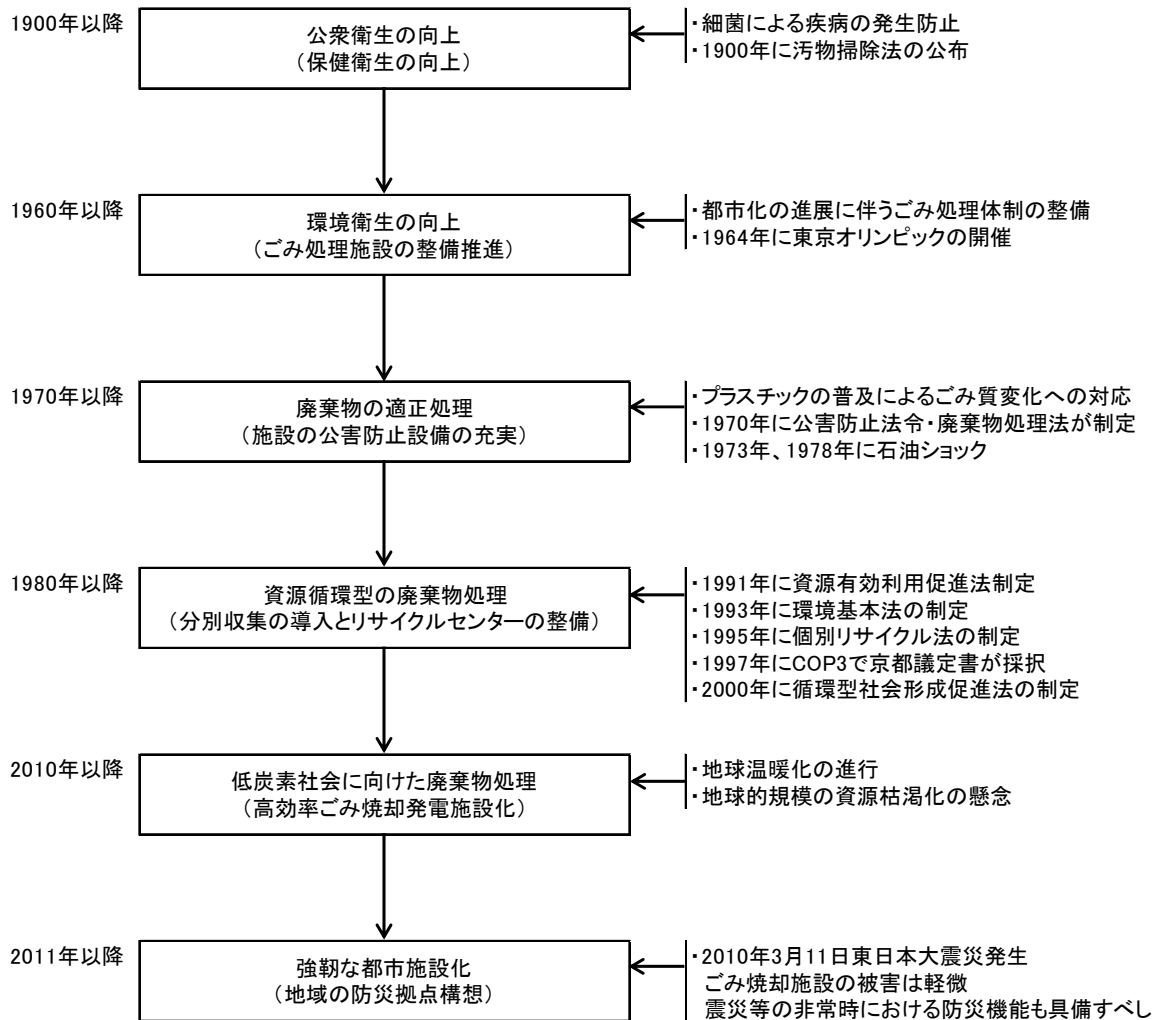 1900年以降
公衆衛生の向上
（保健衛生の向上）
・細菌による疾病の発生防止
・1900年に汚物掃除法の公布
1960年以降
環境衛生の向上
（ごみ処理施設の整備推進）
・都市化の進展に伴うごみ処理体制の整備
・1964年に東京オリンピックの開催
1970年以降
廃棄物の適正処理
（施設の公害防止設備の充実）
・プラスチックの普及によるごみ質変化への対応
・1970年に公害防止法令・廃棄物処理法が制定
・1973年、1978年に石油ショック
1980年以降
資源循環型の廃棄物処理
（分別収集の導入とリサイクルセンターの整備）
・1991年に資源有効利用促進法制定
・1993年に環境基本法の制定
・1995年に個別リサイクル法の制定
・1997年にCOP3で京都議定書が採択
・2000年に循環型社会形成促進法の制定
2010年以降
低炭素社会に向けた廃棄物処理
（高効率ごみ焼却発電施設化）
・地球温暖化の進行
・地球的規模の資源枯渇化の懸念
2011年以降
強靭な都市施設化
（地域の防災拠点構想）
・2010年3月11日東日本大震災発生
ごみ焼却施設の被害は軽微
震災等の非常時における防災機能も具備すべし